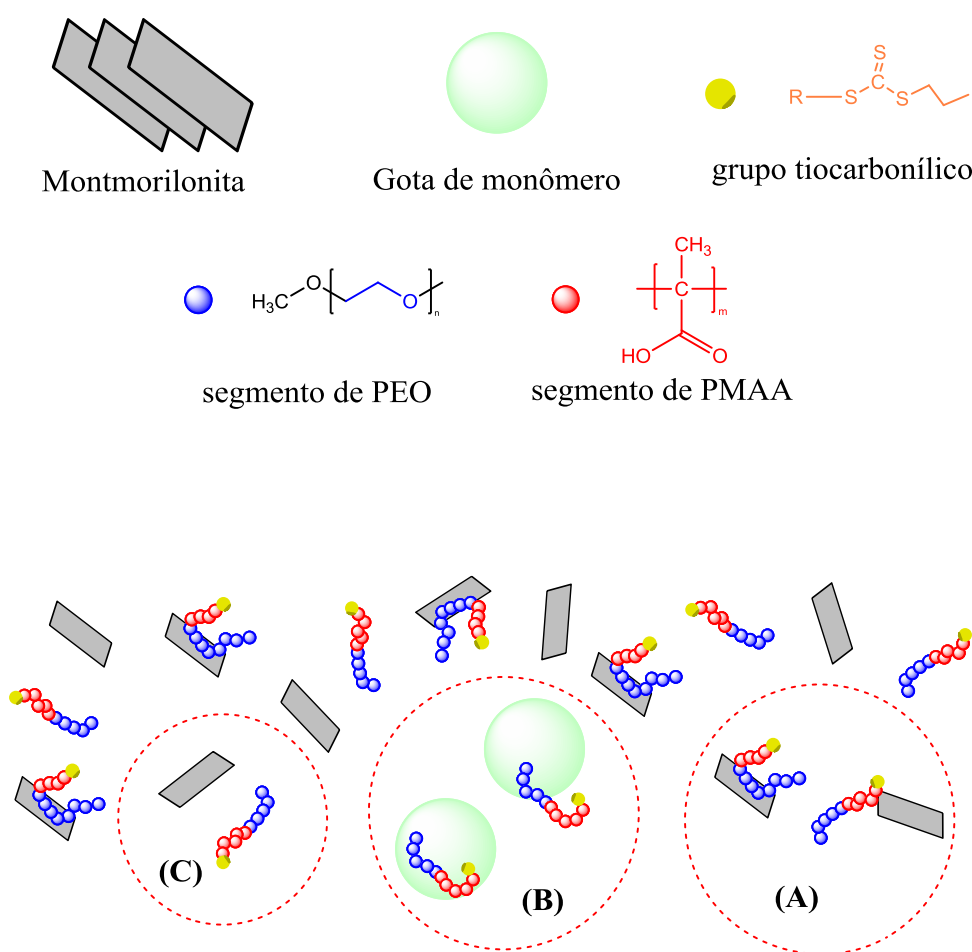 Montmorilonita
Gota de monômero
S
C
R
S
S
grupo tiocarbonílico
H₃C
O
O
n
segmento de PEO
CH₃
C
m
HO
O
segmento de PMAA
(C)
(B)
(A)